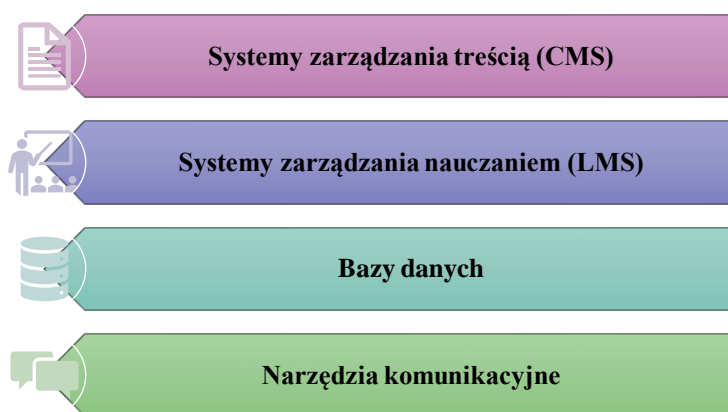 Systemy zarządzania treścią (CMS)
Systemy zarządzania nauczaniem (LMS)
Bazy danych
Narzędzia komunikacyjne